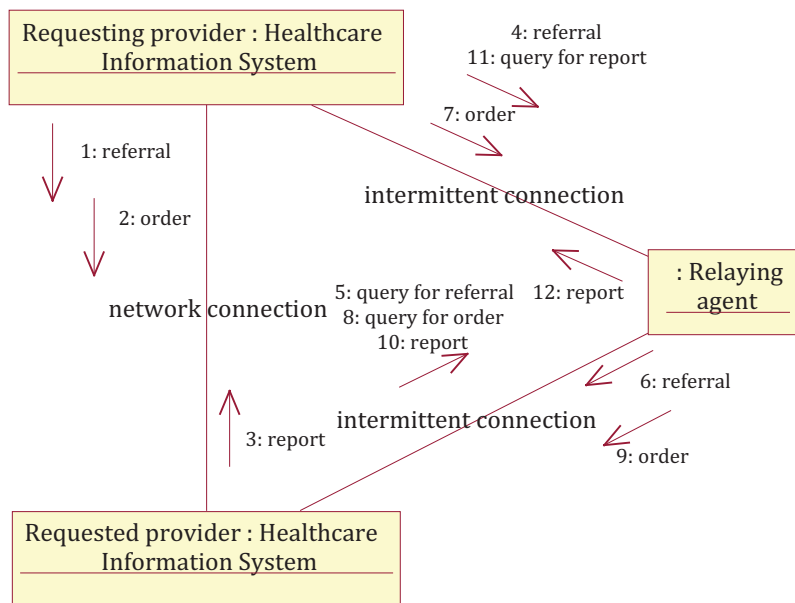 Requesting provider : Healthcare
Information System
4: referral
11: query for report
7: order
1: referral
intermittent connection
2: order
: Relaying
agent
5: query for referral
12: report
network connection
8: query for order
10: report
6: referral
intermittent connection
3: report
9: order
Requested provider : Healthcare
Information System